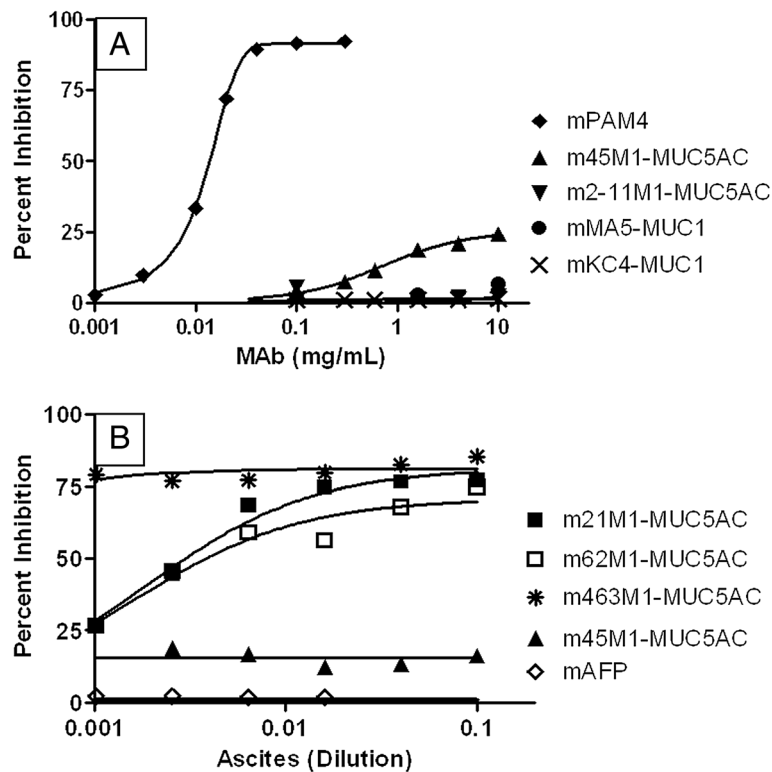 A
100
75
50
25
0
Percent Inhibition
0.001
0.01
0.1
1
10
MAb (mg/mL)
mPAM4
m45M1-MUC5AC
m2-11M1-MUC5AC
mMA5-MUC1
mKC4-MUC1
B
100
75
50
25
0
Percent Inhibition
0.001
0.01
0.1
Ascites (Dilution)
m21M1-MUC5AC
m62M1-MUC5AC
m463M1-MUC5AC
m45M1-MUC5AC
mAFP